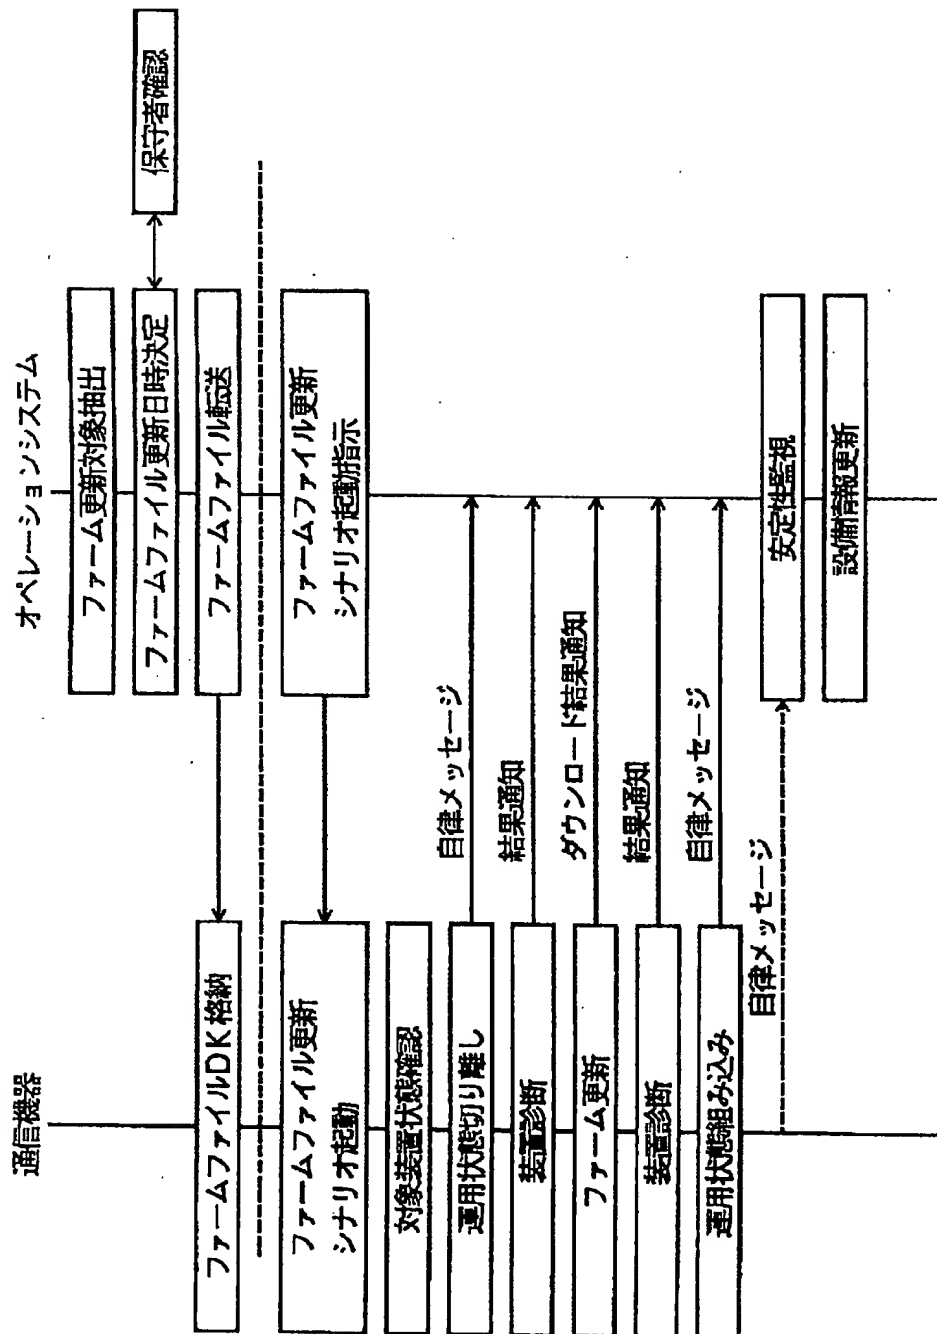 通信機器
オペレーションシステム
ファーム更新対象抽出
ファームファイル更新日時決定
保守者確認
ファームファイル転送
ファームファイルDK格納
ファームファイル更新
シナリオ起動指示
ファームファイル更新
シナリオ起動
対象装置状態確認
運用状態切り離し
自律メッセージ
装置診断
結果通知
ファーム更新
ダウンロード結果通知
装置診断
結果通知
運用状態組み込み
自律メッセージ
自律メッセージ
安定性監視
設備情報更新